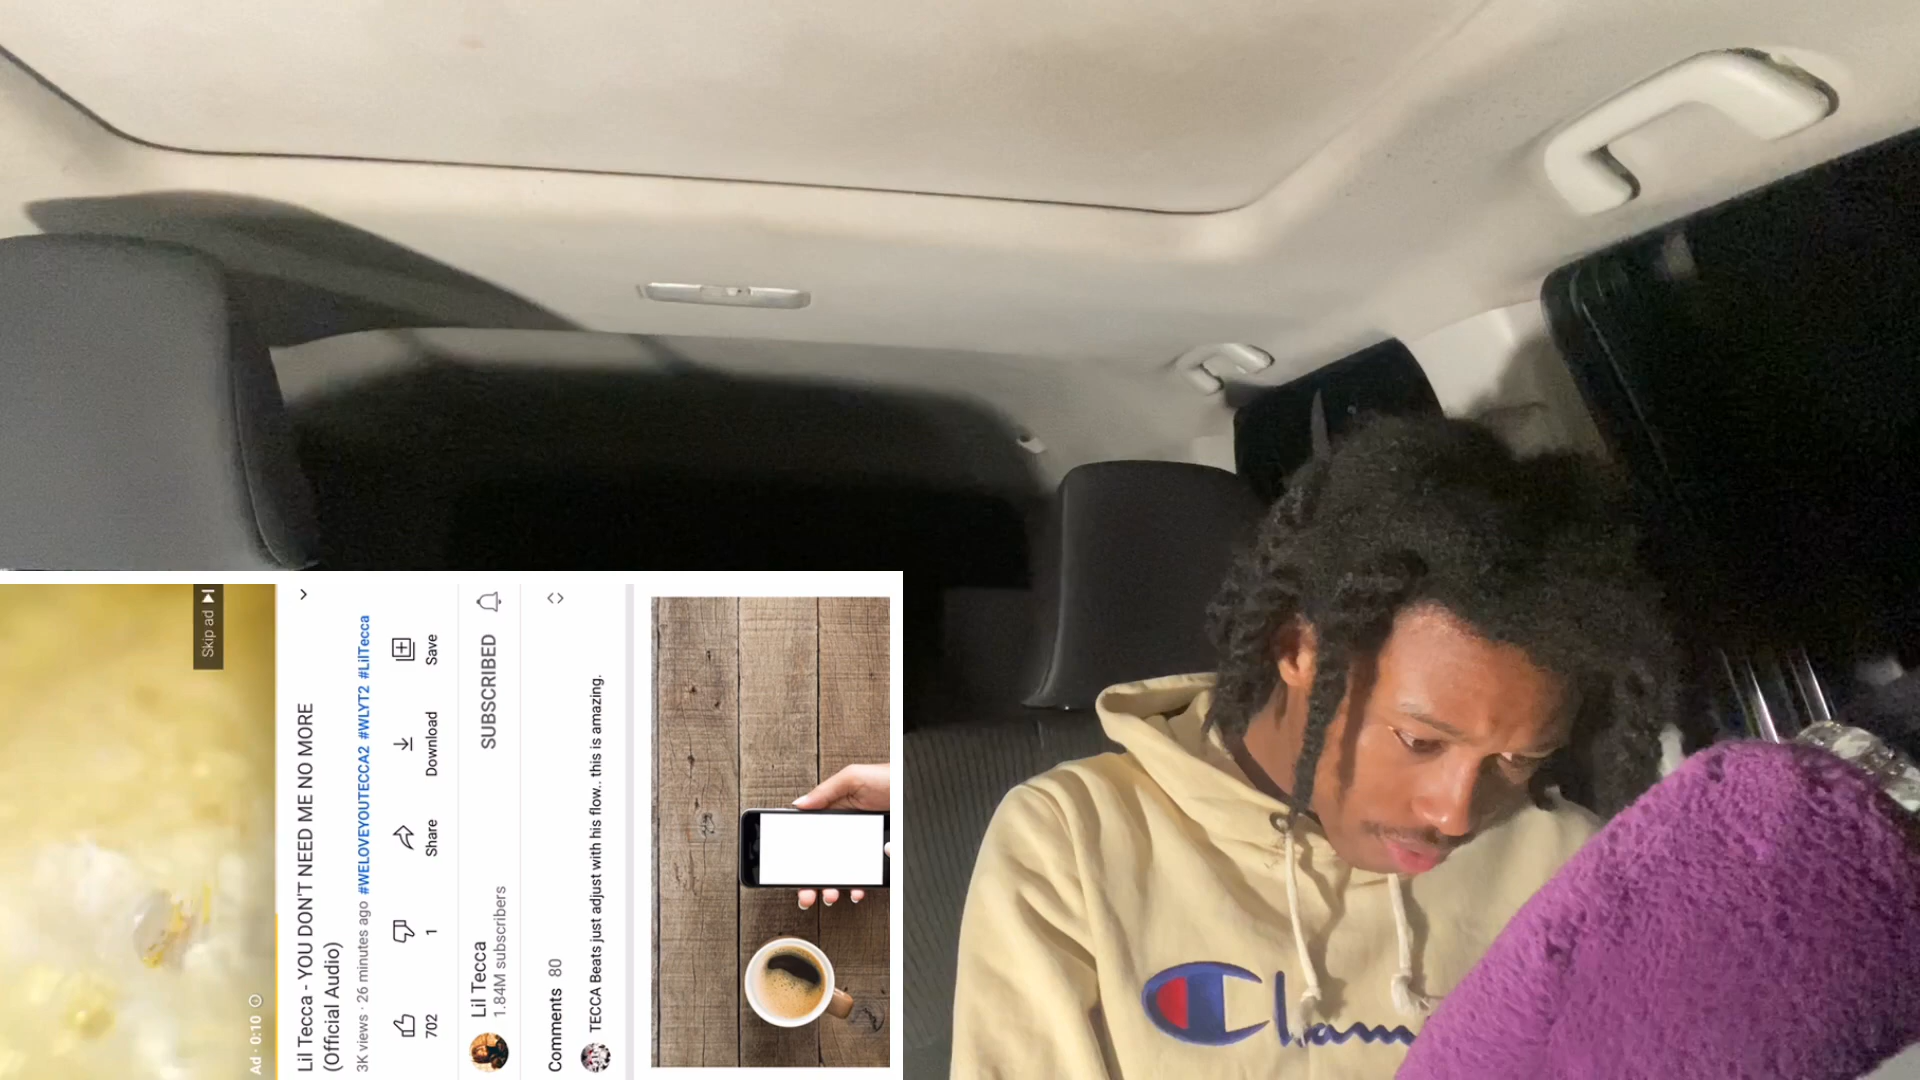 Skip ad
Ad · 0:10
Lil Tecca - YOU DON'T NEED ME NO MORE
(Official Audio)
3K views · 26 minutes ago #WELOVEYOUTECCA2 #WLYT2 #LilTecca
702
1
Share
Download
Save
Lil Tecca
1.84M subscribers
SUBSCRIBED
Comments 80
TECCA Beats just adjust with his flow.. this is amazing.
Cham